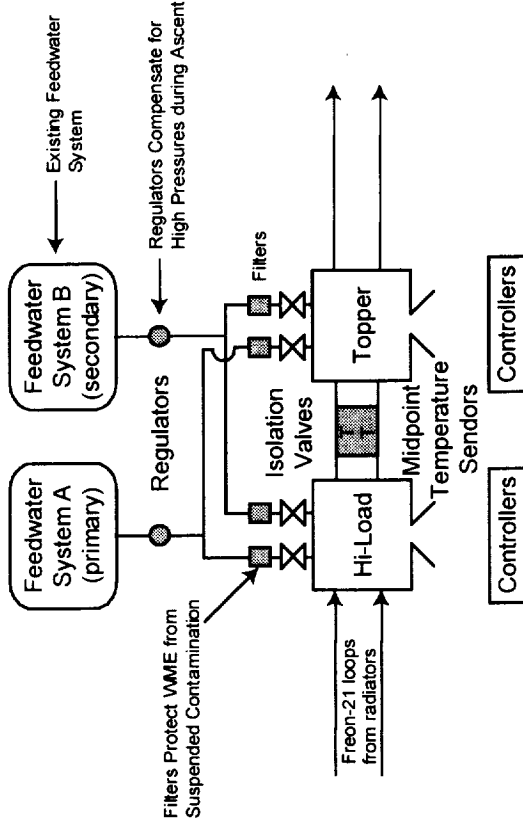 Existing Feedwater
System
Feedwater
System A
(primary)
Feedwater
System B
(secondary)
Regulators
Regulators Compensate for
High Pressures during Ascent
Filters Protect WME from
Suspended Contamination
Filters
Isolation
Valves
Freon-21 loops
from radiators
Hi-Load
T
T
Topper
Midpoint
Temperature
Sendors
Controllers
Controllers